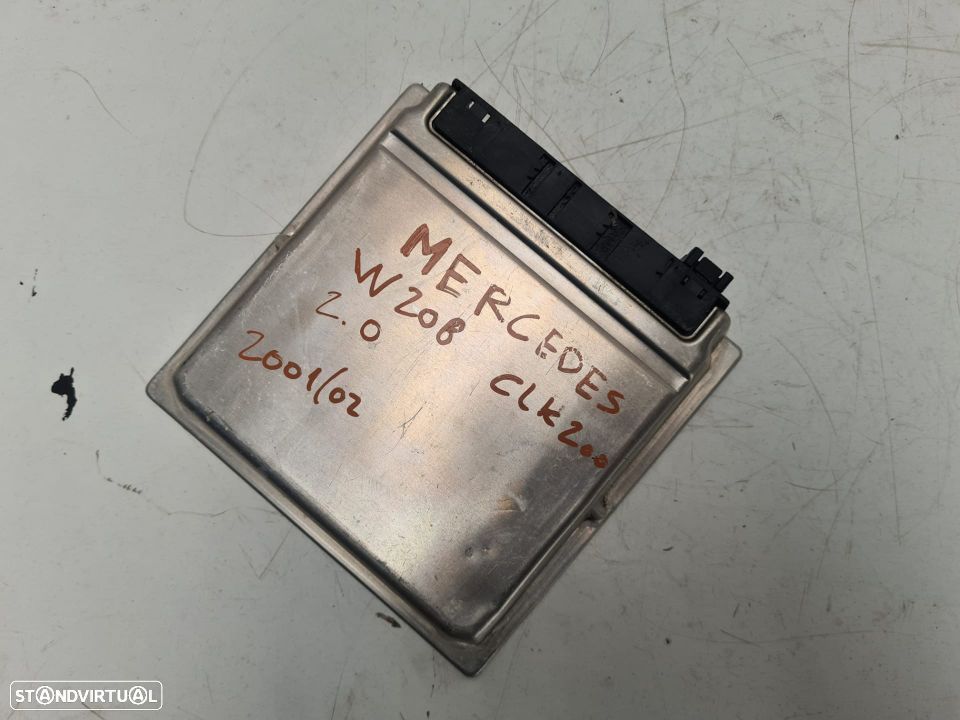 MERCEDES
W208 CLK200
2.0
2001/02
STANDVIRTUAL